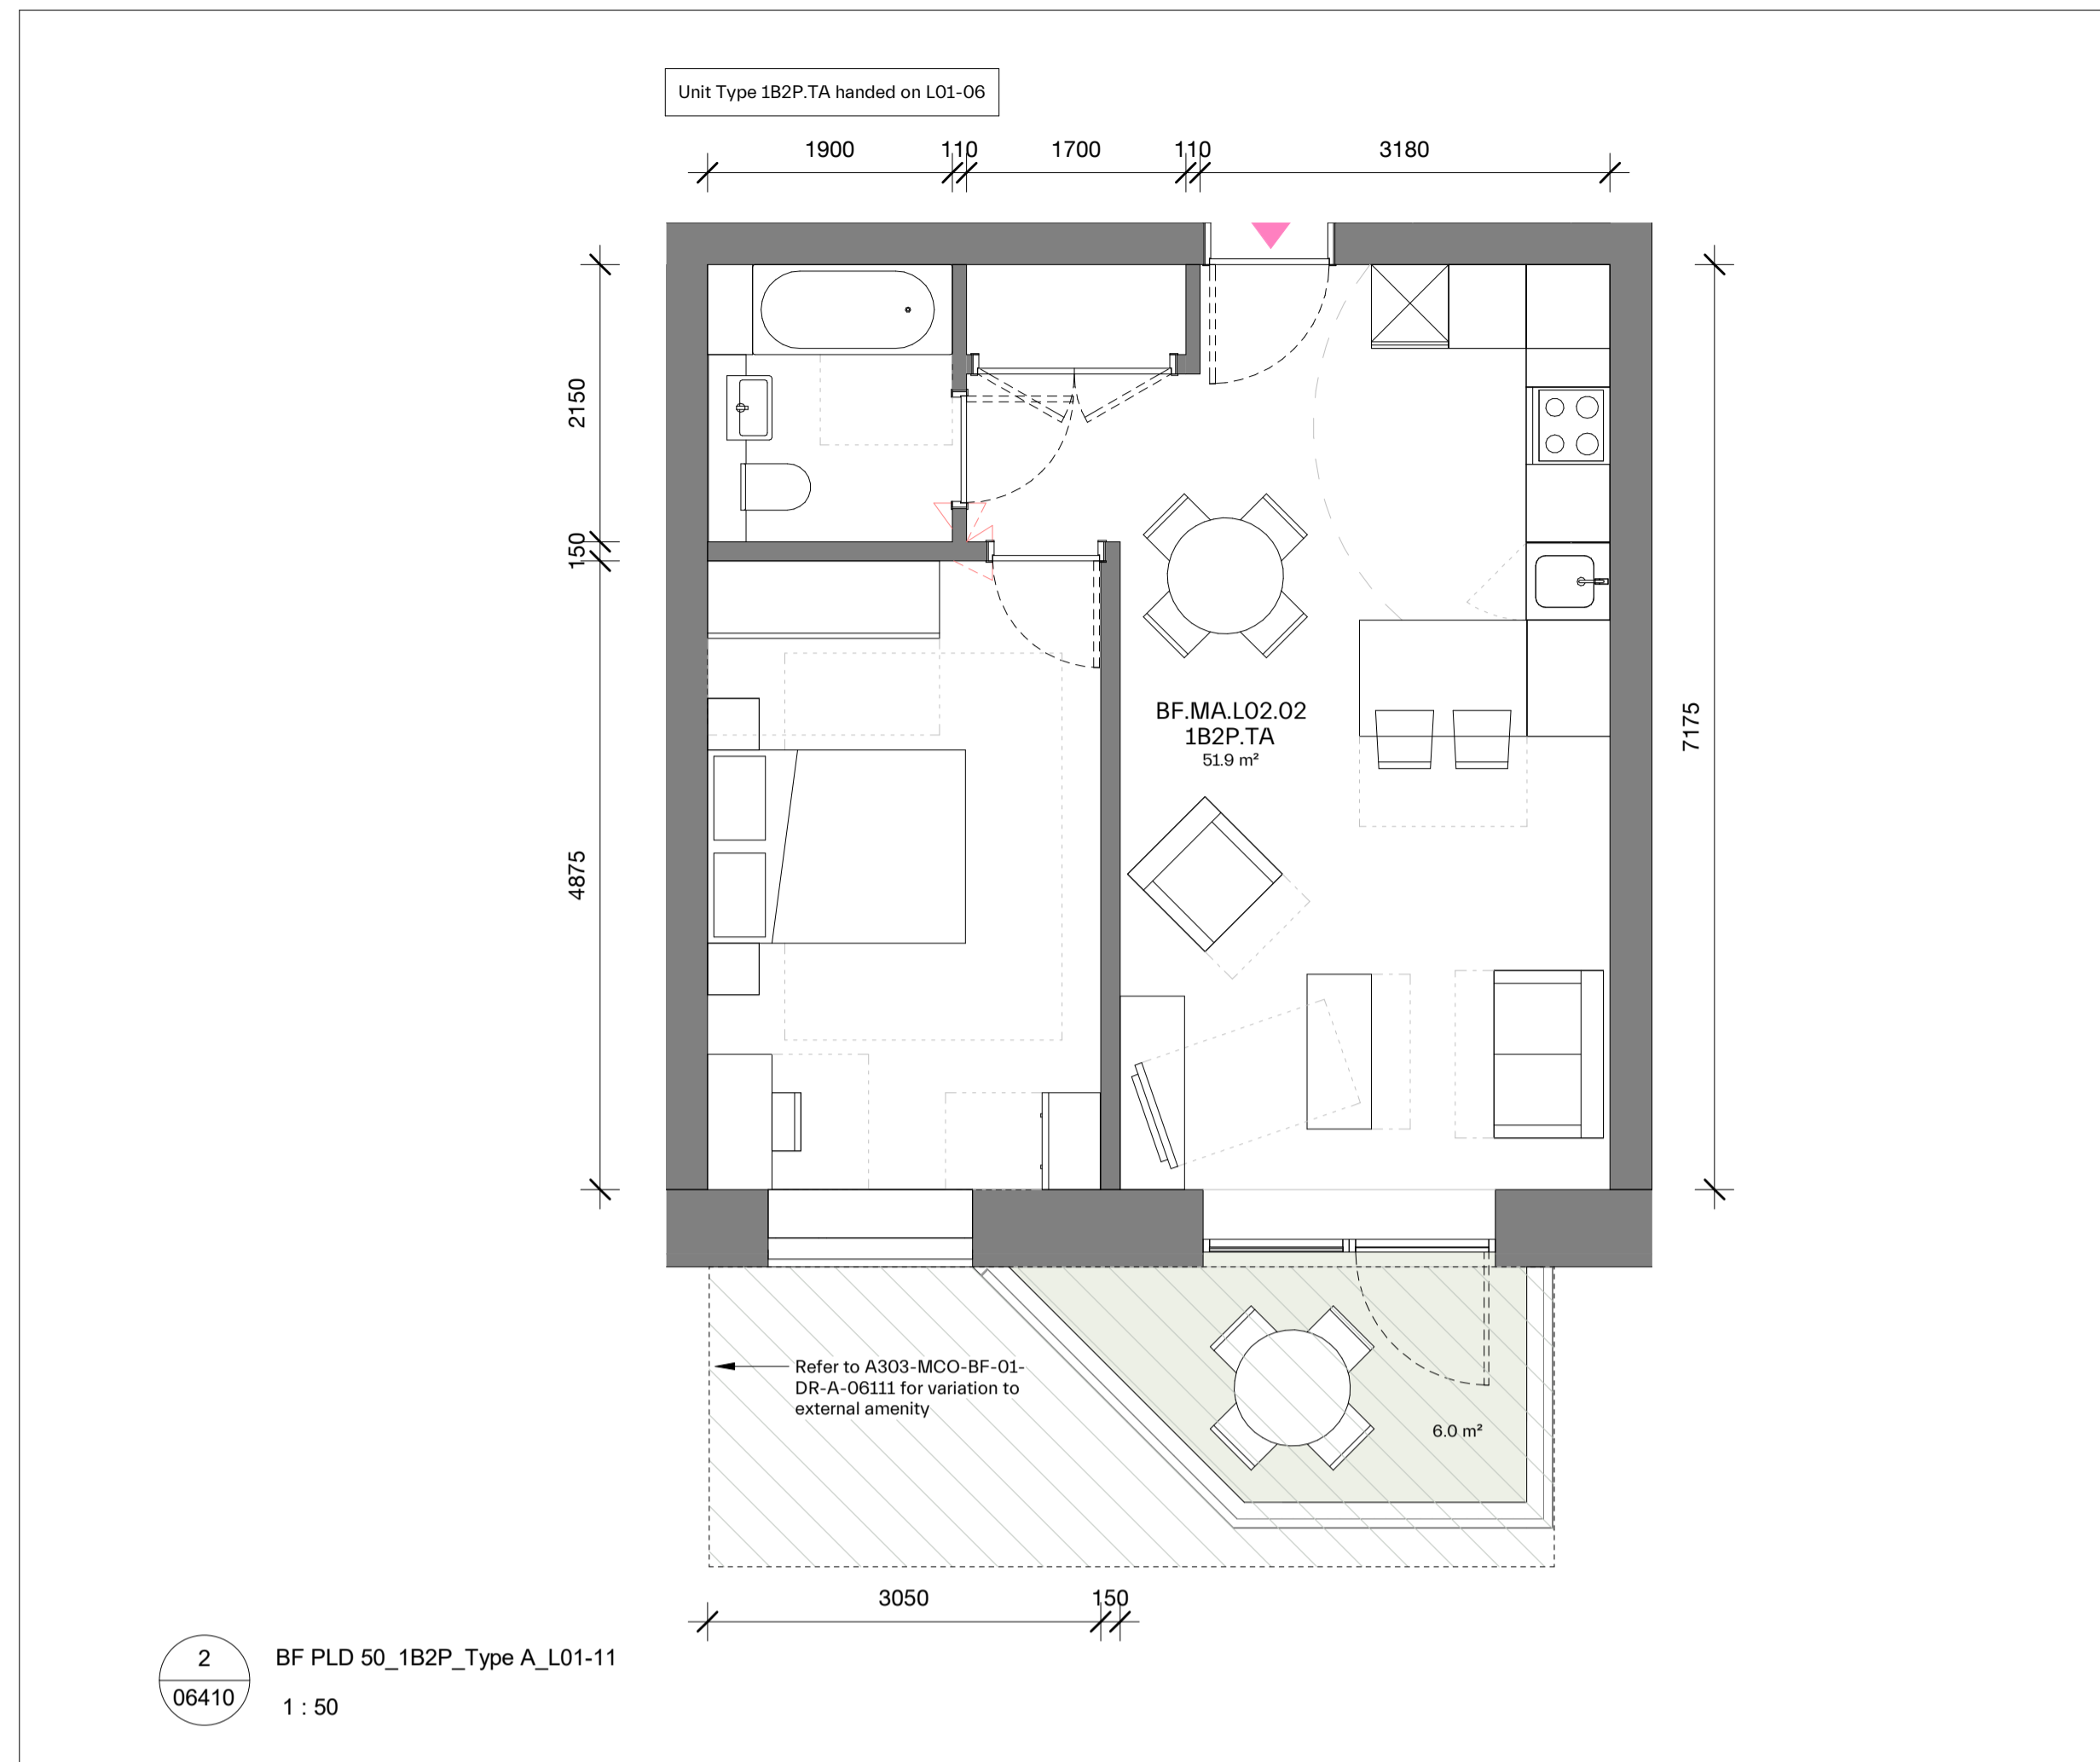 Unit Type 1B2P.TA handed on L01-06
1900
110
1700
110
3180
2150
150
4875
7175
BF.MA.L02.02
1B2P.TA
51.9 m²
Refer to A303-MCO-BF-01-
DR-A-06111 for variation to
external amenity
6.0 m²
3050
150
2
06410
BF PLD 50_1B2P_Type A_L01-11
1 : 50